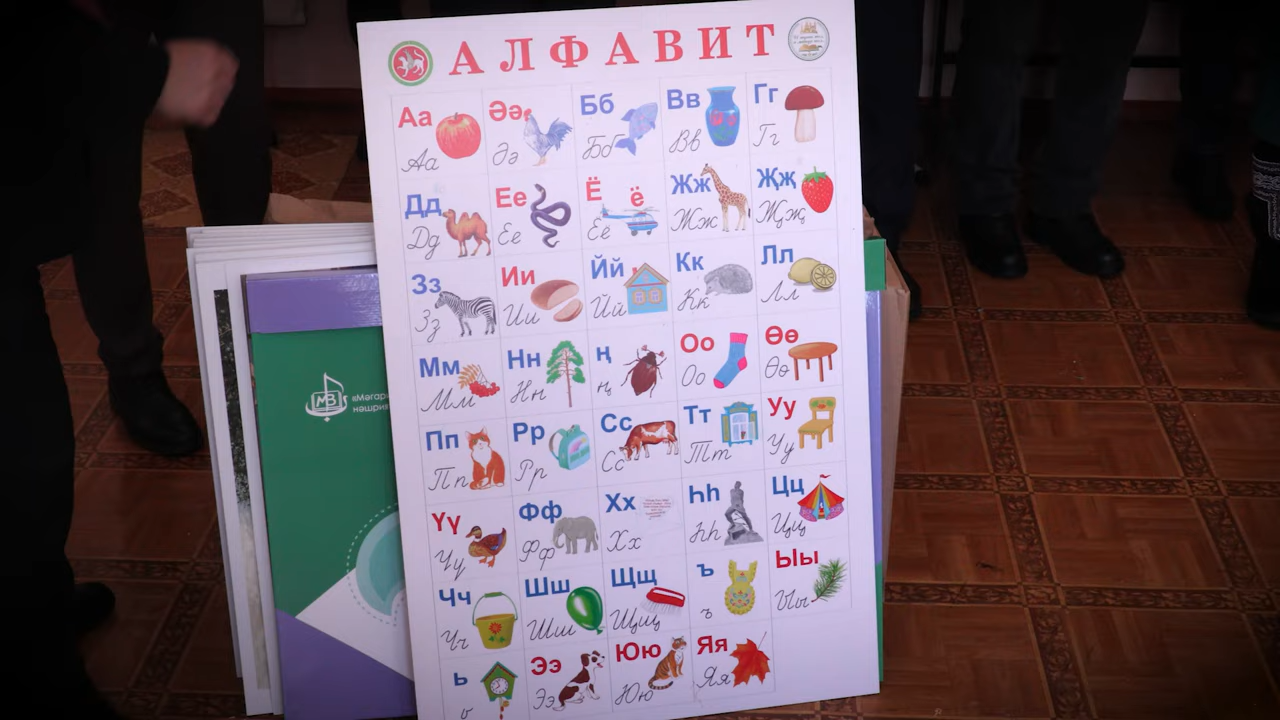 АЛФАВИТ
Аа Әә Бб Вв Гг
Аа Әә Бб Вв Гг
Дд Ее Ё ё Жж Җҗ
Дд Ее Ёё Жж Җҗ
Зз Ии Йй Кк Лл
Зз Ии Йй Кк Лл
Мм Нн ң Оо Өө
Мм Нн ң Оо Өө
Пп Рр Сс Тт Уу
Пп Рр Сс Тт Уу
Үү Фф Хх Һһ Цц
Үү Фф Хх Һһ Цц
Чч Шш Щщ ъ Ыы
Чч Шш Щщ ъ Ыы
ь Ээ Юю Яя
ь Ээ Юю Яя
МВ